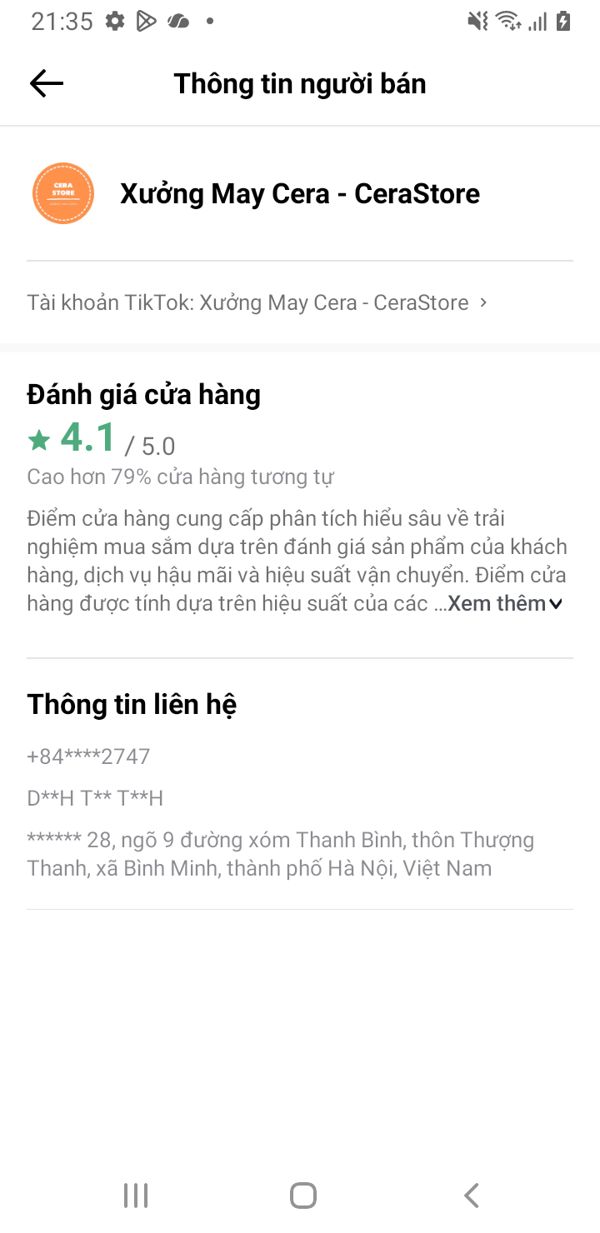 21:35
Thông tin người bán
CERA
STORE
Xưởng May Cera - CeraStore
Tài khoản TikTok: Xưởng May Cera - CeraStore >
Đánh giá cửa hàng
★ 4.1 / 5.0
Cao hơn 79% cửa hàng tương tự
Điểm cửa hàng cung cấp phân tích hiểu sâu về trải
nghiệm mua sắm dựa trên đánh giá sản phẩm của khách
hàng, dịch vụ hậu mãi và hiệu suất vận chuyển. Điểm cửa
hàng được tính dựa trên hiệu suất của các ...Xem thêm
Thông tin liên hệ
+84****2747
D**H T** T**H
****** 28, ngõ 9 đường xóm Thanh Bình, thôn Thượng
Thanh, xã Bình Minh, thành phố Hà Nội, Việt Nam